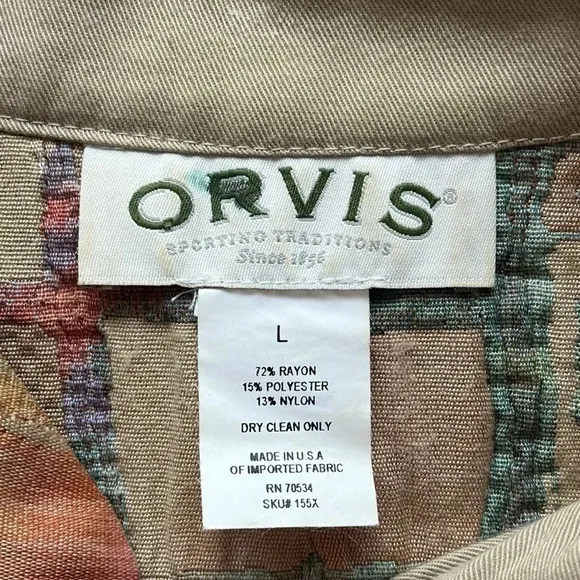 ORVIS®
SPORTING TRADITIONS
Since 1856
L
72% RAYON
15% POLYESTER
13% NYLON
DRY CLEAN ONLY
MADE IN U.S.A
OF IMPORTED FABRIC
RN 70534
SKU# 155X